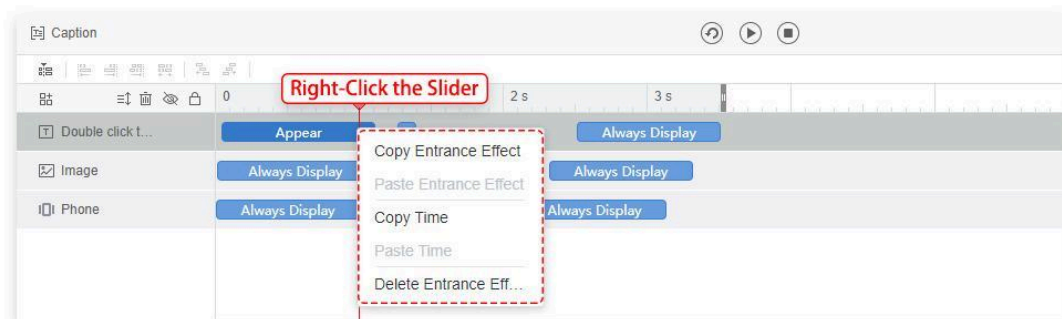 Caption
Right-Click the Slider
0
2 s
3 s
Double click t...
Appear
Always Display
Image
Always Display
Always Display
Phone
Always Display
Always Display
Copy Entrance Effect
Paste Entrance Effect
Copy Time
Paste Time
Delete Entrance Eff...